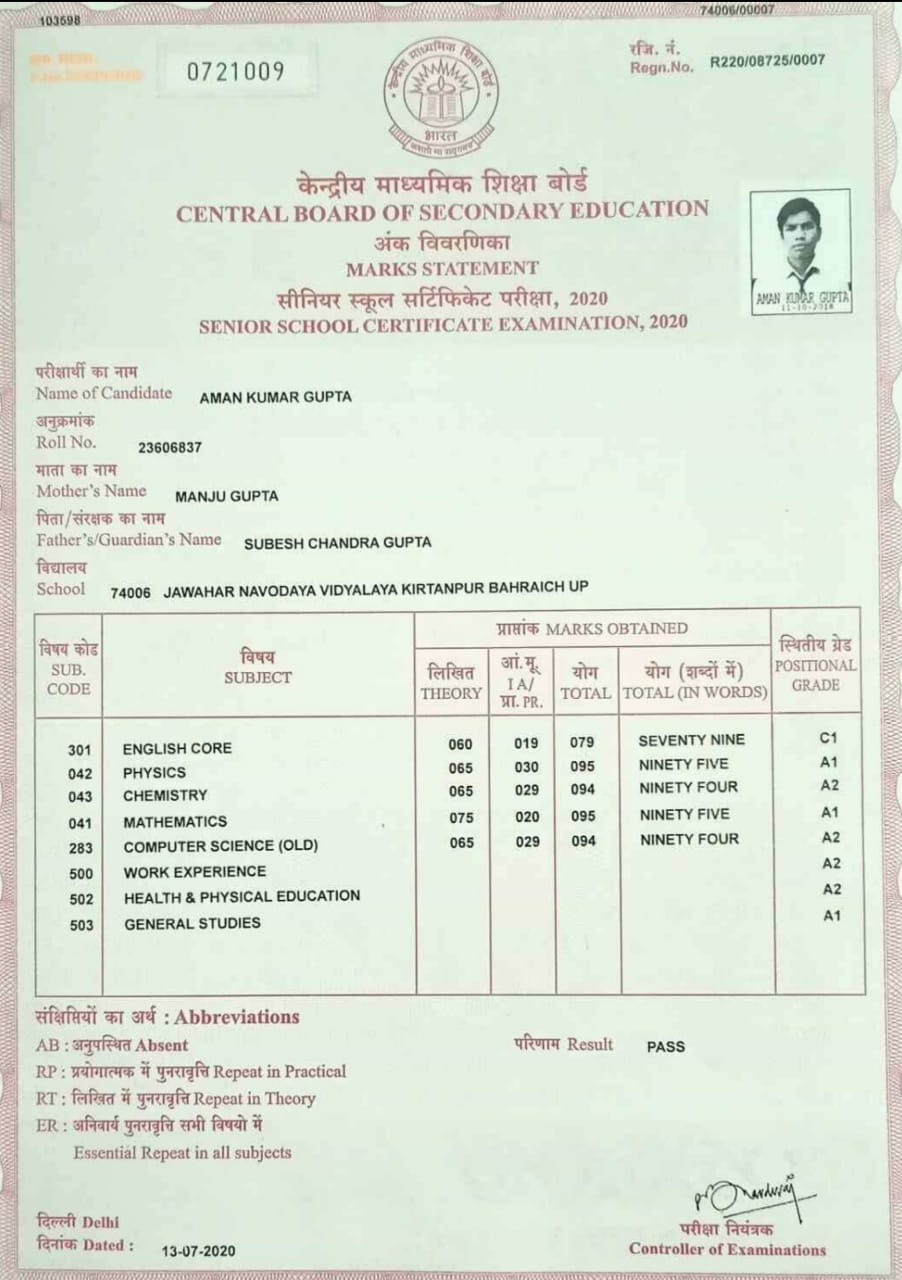 103598
74006/00007
0721009
रजि. नं.
Regn.No. R220/08725/0007
केन्द्रीय माध्यमिक शिक्षा बोर्ड
भारत
केन्द्रीय माध्यमिक शिक्षा बोर्ड
CENTRAL BOARD OF SECONDARY EDUCATION
अंक विवरणिका
MARKS STATEMENT
सीनियर स्कूल सर्टिफिकेट परीक्षा, 2020
SENIOR SCHOOL CERTIFICATE EXAMINATION, 2020
AMAN KUMAR GUPTA
11-10-2018
परीक्षार्थी का नाम
Name of Candidate AMAN KUMAR GUPTA
अनुक्रमांक
Roll No. 23606837
माता का नाम
Mother's Name MANJU GUPTA
पिता/संरक्षक का नाम
Father's/Guardian's Name SUBESH CHANDRA GUPTA
विद्यालय
School 74006 JAWAHAR NAVODAYA VIDYALAYA KIRTANPUR BAHRAICH UP
विषय कोड
SUB.
CODE
विषय
SUBJECT
प्राप्तांक MARKS OBTAINED
लिखित
THEORY
आं.मू.
IA/
प्रा. PR.
योग
TOTAL
योग (शब्दों में)
TOTAL (IN WORDS)
स्थितीय ग्रेड
POSITIONAL
GRADE
301 ENGLISH CORE 060 019 079 SEVENTY NINE C1
042 PHYSICS 065 030 095 NINETY FIVE A1
043 CHEMISTRY 065 029 094 NINETY FOUR A2
041 MATHEMATICS 075 020 095 NINETY FIVE A1
283 COMPUTER SCIENCE (OLD) 065 029 094 NINETY FOUR A2
500 WORK EXPERIENCE A2
502 HEALTH & PHYSICAL EDUCATION A2
503 GENERAL STUDIES A1
संक्षिप्तियों का अर्थ : Abbreviations
AB : अनुपस्थित Absent
परिणाम Result PASS
RP : प्रयोगात्मक में पुनरावृत्ति Repeat in Practical
RT : लिखित में पुनरावृत्ति Repeat in Theory
ER : अनिवार्य पुनरावृत्ति सभी विषयो में
Essential Repeat in all subjects
दिल्ली Delhi
दिनांक Dated : 13-07-2020
परीक्षा नियंत्रक
Controller of Examinations